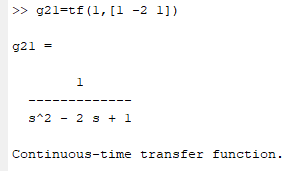 >> g21=tf(1,[1 -2 1])
g21 =
1
-------------
s^2 - 2 s + 1
Continuous-time transfer function.